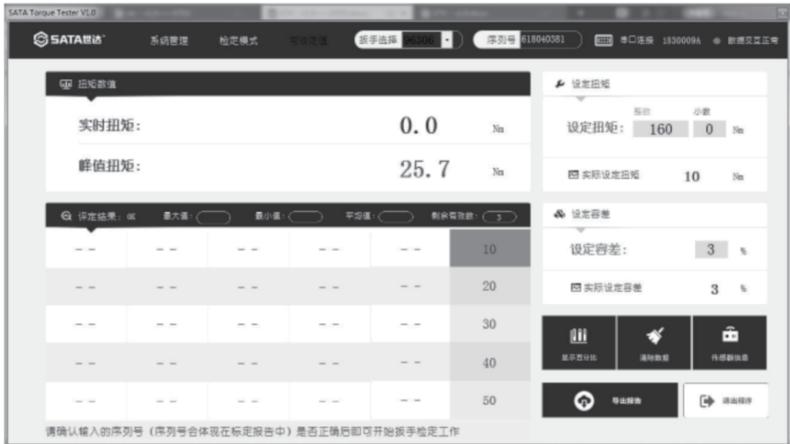 SATA Torque Tester V1.0
SATA世达 系统管理 检定模式 扳手选择 96306 序列号 618040381 串口连接 1830009A 数据交互正常
扭矩数值
实时扭矩: 0.0 Nm
峰值扭矩: 25.7 Nm
设定扭矩
整数 小数
设定扭矩: 160 0 Nm
实际设定扭矩 10 Nm
评定结果: OK 最大值: 最小值: 平均值: 剩余有效数: 3
-- -- -- -- -- 10
-- -- -- -- -- 20
-- -- -- -- -- 30
-- -- -- -- -- 40
-- -- -- -- -- 50
设定容差
设定容差: 3 %
实际设定容差 3 %
显示百分比 清除数据 传感器信息
导出报告 退出程序
请确认输入的序列号(序列号会体现在标定报告中)是否正确后即可开始扳手检定工作